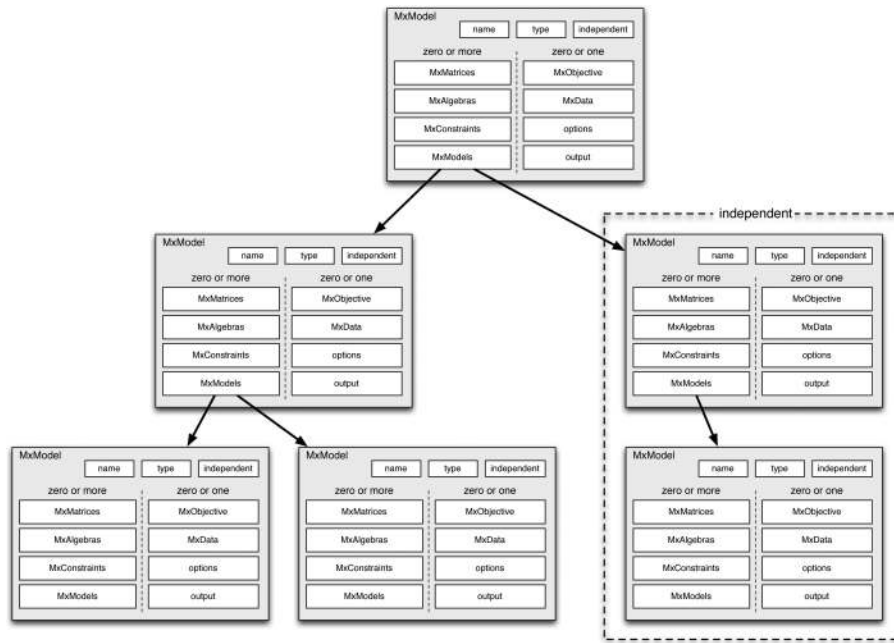 MxModel
name type independent
zero or more zero or one
MxMatrices MxObjective
MxAlgebras MxData
MxConstraints options
MxModels output
independent
MxModel
name type independent
zero or more zero or one
MxMatrices MxObjective
MxAlgebras MxData
MxConstraints options
MxModels output
MxModel
name type independent
zero or more zero or one
MxMatrices MxObjective
MxAlgebras MxData
MxConstraints options
MxModels output
MxModel
name type independent
zero or more zero or one
MxMatrices MxObjective
MxAlgebras MxData
MxConstraints options
MxModels output
MxModel
name type independent
zero or more zero or one
MxMatrices MxObjective
MxAlgebras MxData
MxConstraints options
MxModels output
MxModel
name type independent
zero or more zero or one
MxMatrices MxObjective
MxAlgebras MxData
MxConstraints options
MxModels output